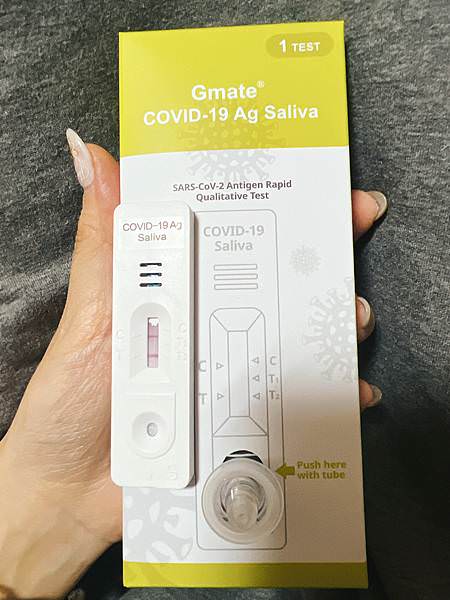 1 TEST
Gmate®
COVID-19 Ag Saliva
SARS-CoV-2 Antigen Rapid
Qualitative Test
COVID-19 Ag
Saliva
COVID-19
Saliva
C
T
C
T
C
T₁
T₂
Push here
with tube